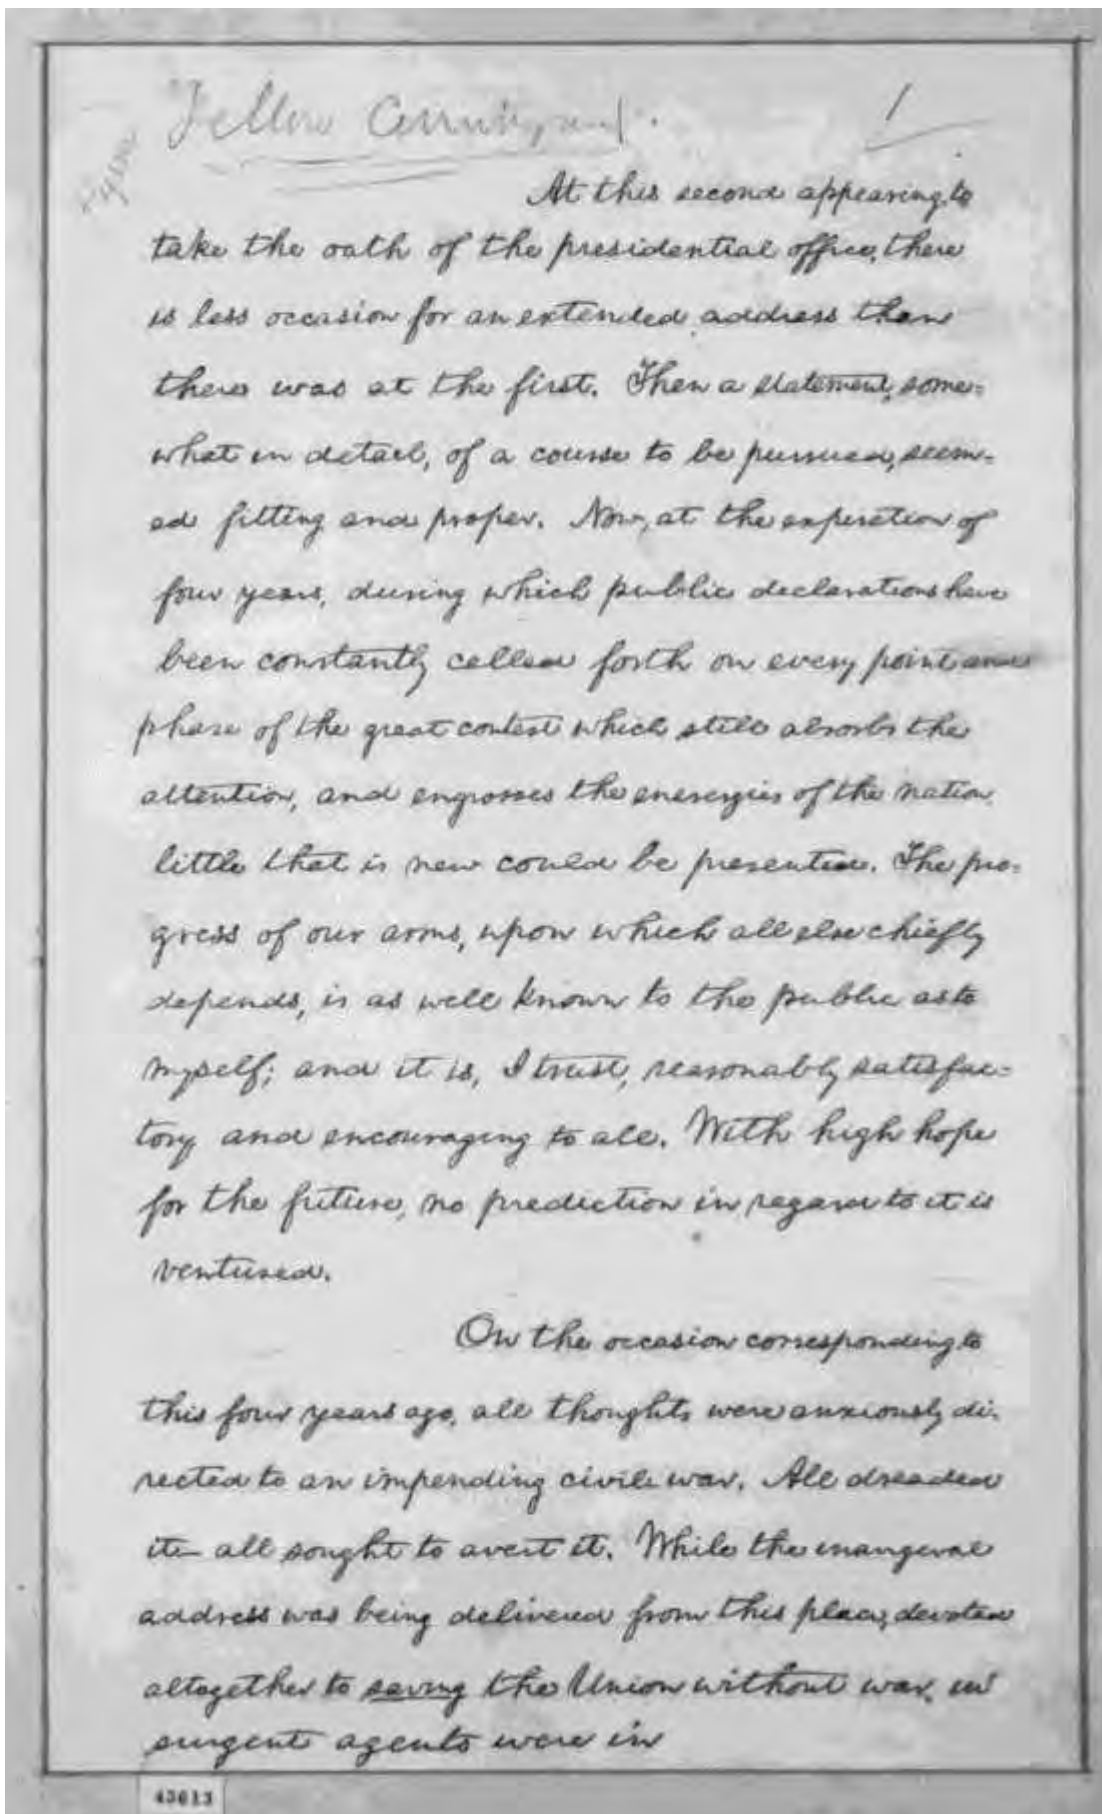 Fellow Countrymen.
1
At this second appearing, to
take the oath of the presidential office, there
is less occasion for an extended address than
there was at the first. Then a statement, some-
what in detail, of a course to be pursued, seem-
ed fitting and proper. Now, at the expiration of
four years, during which public declarations have
been constantly called forth on every point and
phase of the great contest which still absorbs the
attention, and engrosses the energies of the nation,
little that is new could be presented. The pro-
gress of our arms, upon which all else chiefly
depends, is as well known to the public as to
myself; and it is, I trust, reasonably satisfac-
tory and encouraging to all. With high hope
for the future, no prediction in regard to it is
ventured.
On the occasion corresponding to
this four years ago, all thoughts were anxiously di-
rected to an impending civil war. All dreaded
it— all sought to avert it. While the inaugeral
address was being delivered from this place, devoted
altogether to saving the Union without war, in
surgent agents were in
43613